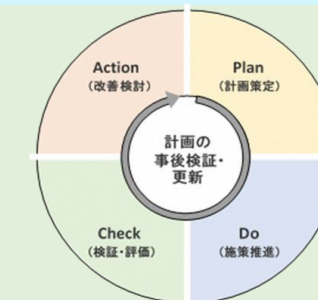 Action
（改善検討）
Plan
（計画策定）
計画の
事後検証・
更新
Check
（検証・評価）
Do
（施策推進）